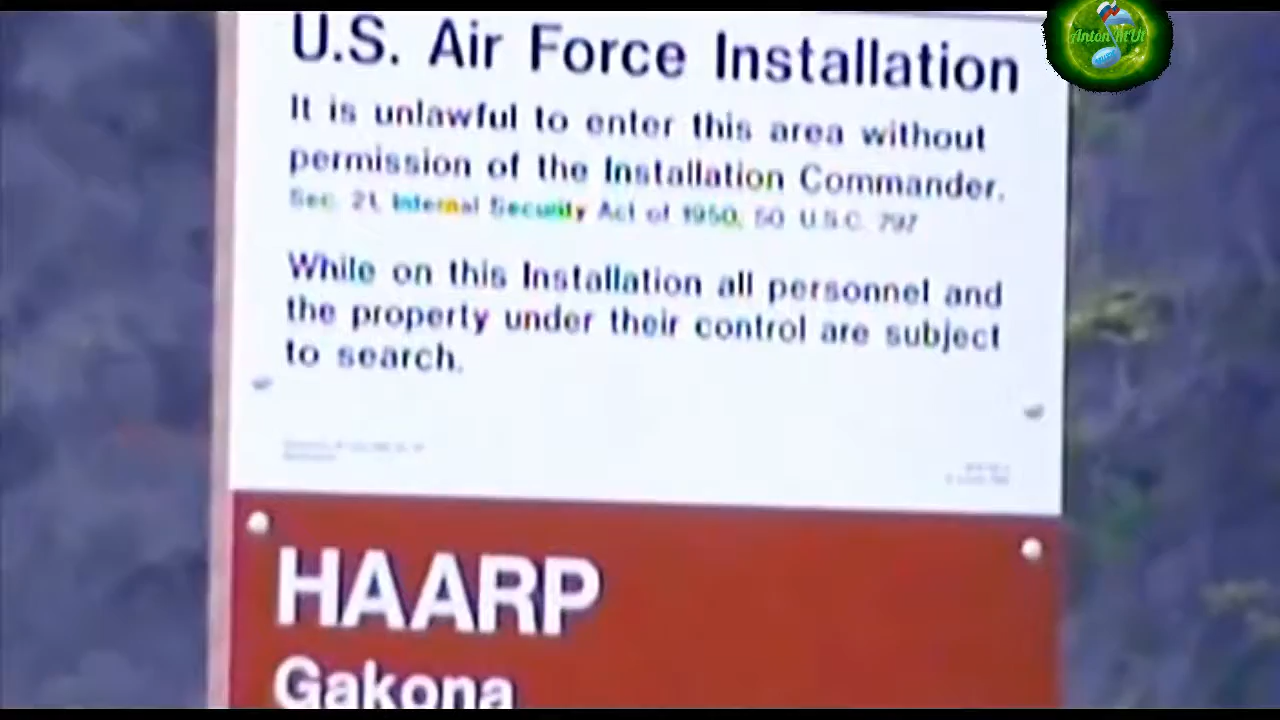 U.S. Air Force Installation
It is unlawful to enter this area without
permission of the Installation Commander.
Sec. 21, Internal Security Act of 1950, 50 U.S.C. 797
While on this Installation all personnel and
the property under their control are subject
to search.
HAARP
Gakona